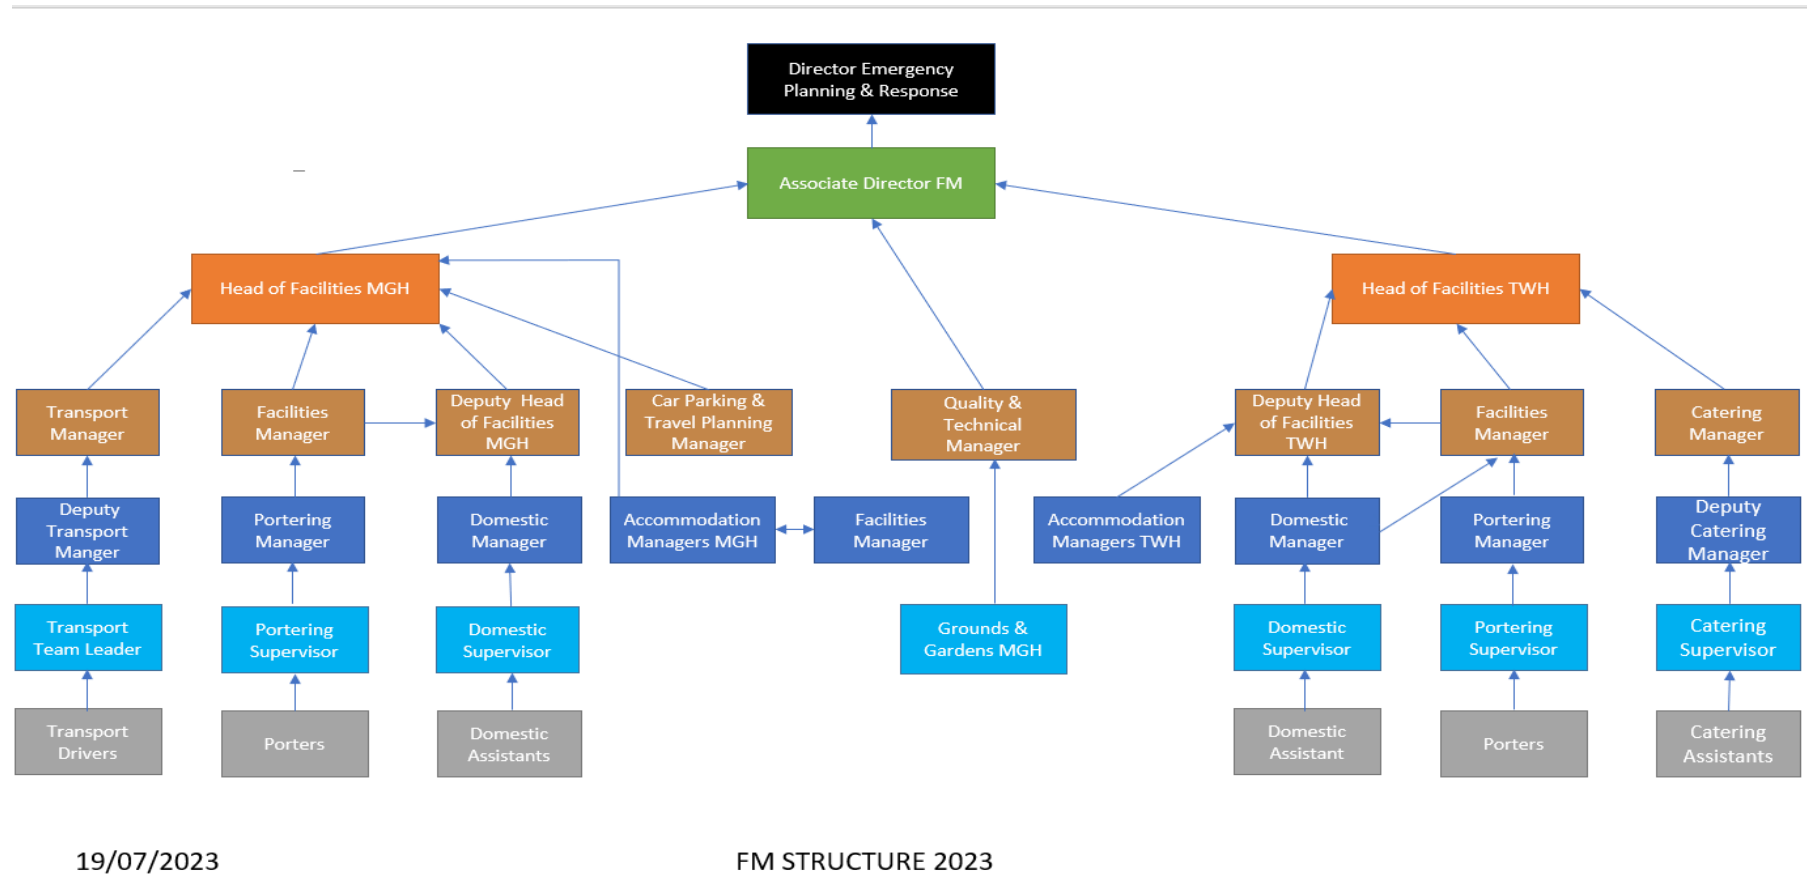 Director Emergency
Planning & Response
Associate Director FM
Head of Facilities MGH
Head of Facilities TWH
Transport
Manager
Facilities
Manager
Deputy Head
of Facilities
MGH
Car Parking &
Travel Planning
Manager
Quality &
Technical
Manager
Deputy Head
of Facilities
TWH
Facilities
Manager
Catering
Manager
Deputy
Transport
Manger
Portering
Manager
Domestic
Manager
Accommodation
Managers MGH
Facilities
Manager
Accommodation
Managers TWH
Domestic
Manager
Portering
Manager
Deputy
Catering
Manager
Transport
Team Leader
Portering
Supervisor
Domestic
Supervisor
Grounds &
Gardens MGH
Domestic
Supervisor
Portering
Supervisor
Catering
Supervisor
Transport
Drivers
Porters
Domestic
Assistants
Domestic
Assistant
Porters
Catering
Assistants
19/07/2023
FM STRUCTURE 2023